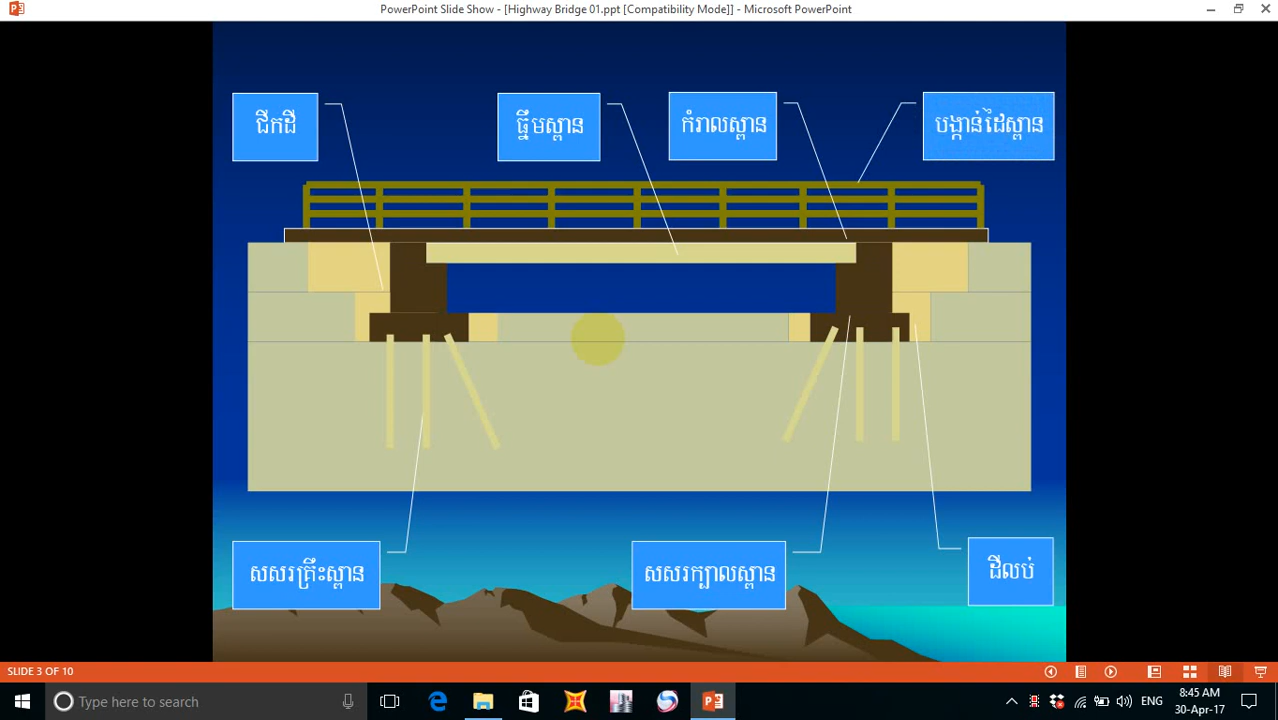 PowerPoint Slide Show - [Highway Bridge 01.ppt [Compatibility Mode]] - Microsoft PowerPoint
ជីកដី
ធ្នឹមស្ពាន
កំរាលស្ពាន
បង្កាន់ដៃស្ពាន
សសរគ្រឹះស្ពាន
សសរក្បាលស្ពាន
ដីលប់
SLIDE 3 OF 10
Type here to search
ENG
8:45 AM
30-Apr-17